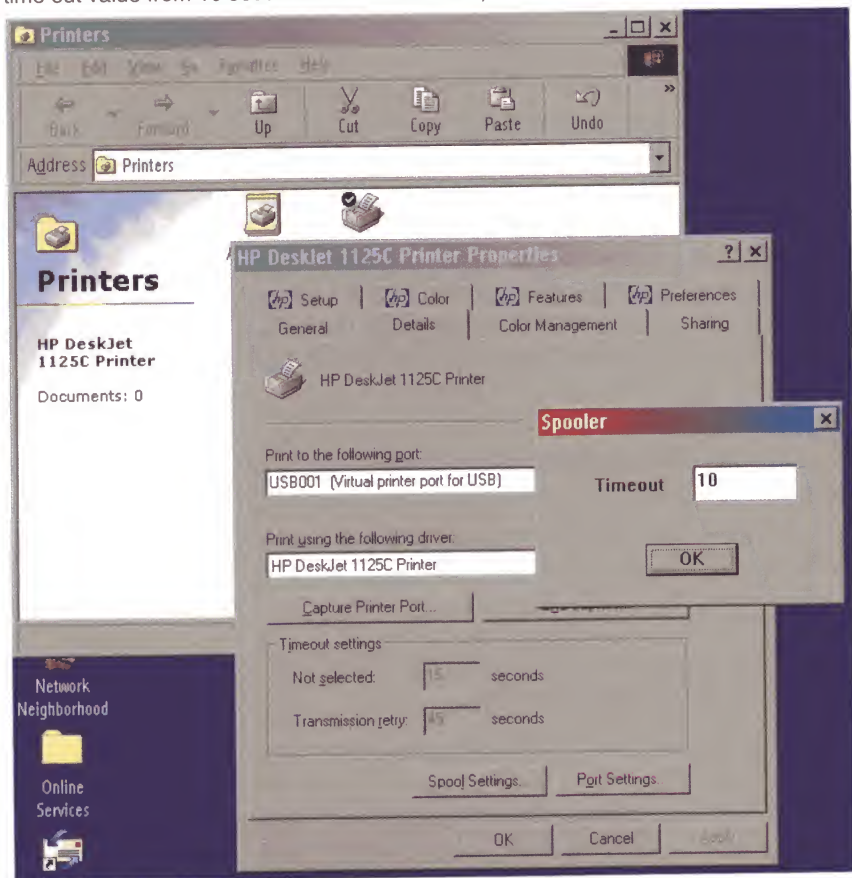 time out value from 10
Printers
File Edit View Go Favorites Help
Back Forward Up Cut Copy Paste Undo »
Address Printers
Printers
HP DeskJet
1125C Printer
Documents: 0
HP DeskJet 1125C Printer Properties
Setup Color Features Preferences
General Details Color Management Sharing
HP DeskJet 1125C Printer
Print to the following port:
USB001 (Virtual printer port for USB)
Print using the following driver:
HP DeskJet 1125C Printer
Capture Printer Port...
Spooler
Timeout 10
OK
Timeout settings
Not selected: 15 seconds
Transmission retry: 45 seconds
Spool Settings... Port Settings...
OK Cancel Apply
Network
Neighborhood
Online
Services